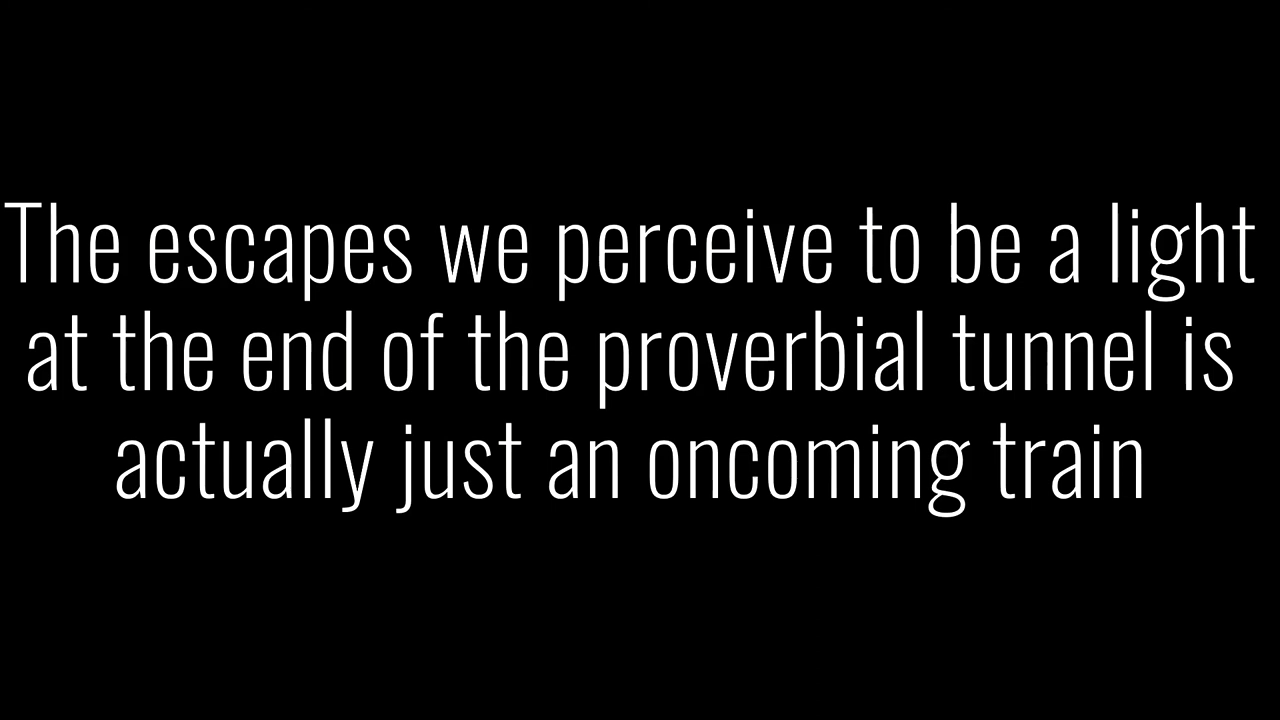 The escapes we perceive to be a light
at the end of the proverbial tunnel is
actually just an oncoming train